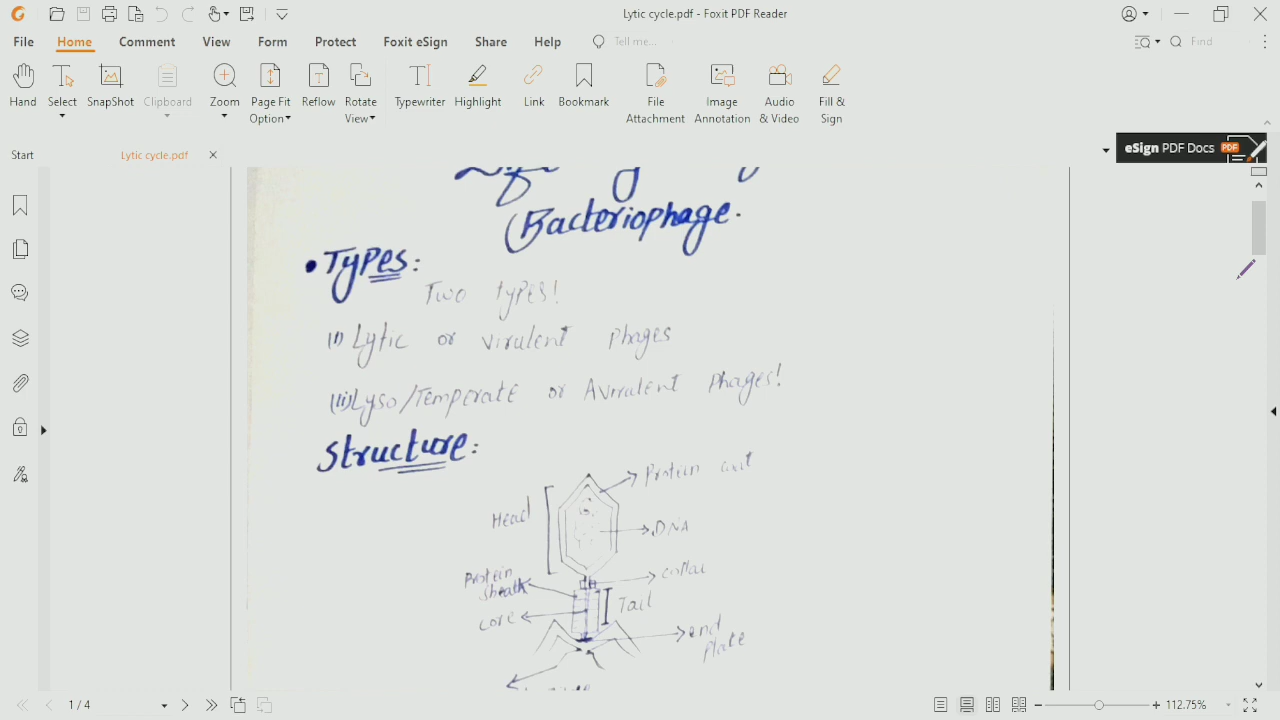 Lytic cycle.pdf - Foxit PDF Reader
File Home Comment View Form Protect Foxit eSign Share Help Tell me... Find
Hand Select SnapShot Clipboard Zoom Page Fit Option Reflow Rotate View Typewriter Highlight Link Bookmark File Attachment Image Annotation Audio & Video Fill & Sign
Start Lytic cycle.pdf eSign PDF Docs PDF
(Bacteriophage.
• Types:
Two types!
(i) Lytic or virulent phages
(ii) Lyso/Temperate or Avirulent phages!
Structure:
Protein
Head
DNA
Protein sheath
collar
Tail
core
end plate
1 / 4 112.75%